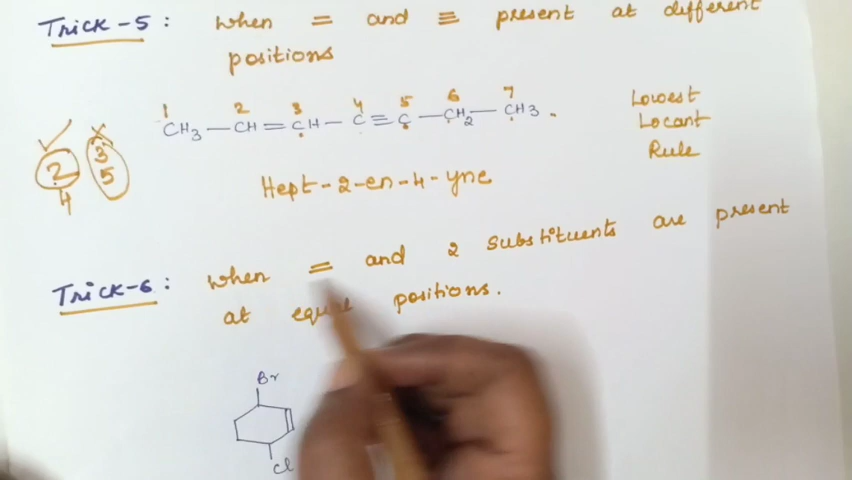 Trick-5 : when = and ≡ present at different
positions
1 2 3 4 5 6 7
CH3 — CH = CH — C ≡ C — CH2 — CH3 .
Lowest
Locant
Rule
2 3
4 5
Hept-2-en-4-yne
Trick-6 : when = and 2 substituents are present
at equal positions.
Br
Cl